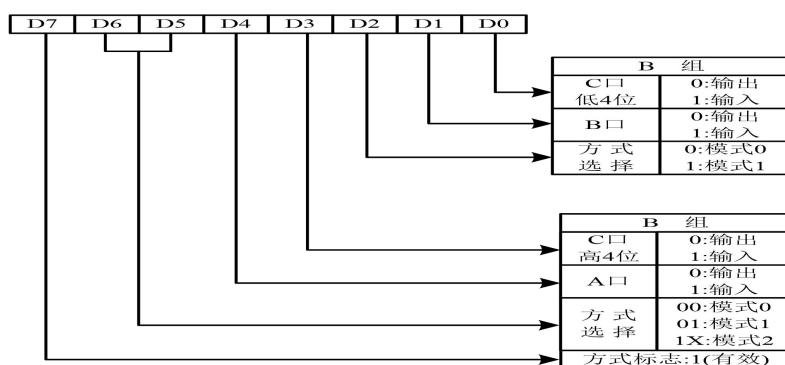 D7 D6 D5 D4 D3 D2 D1 D0
B 组
C口 0:输出
低4位 1:输入
B口 0:输出
1:输入
方式 0:模式0
选择 1:模式1
B 组
C口 0:输出
高4位 1:输入
A口 0:输出
1:输入
方式 00:模式0
选择 01:模式1
1X:模式2
方式标志:1(有效)